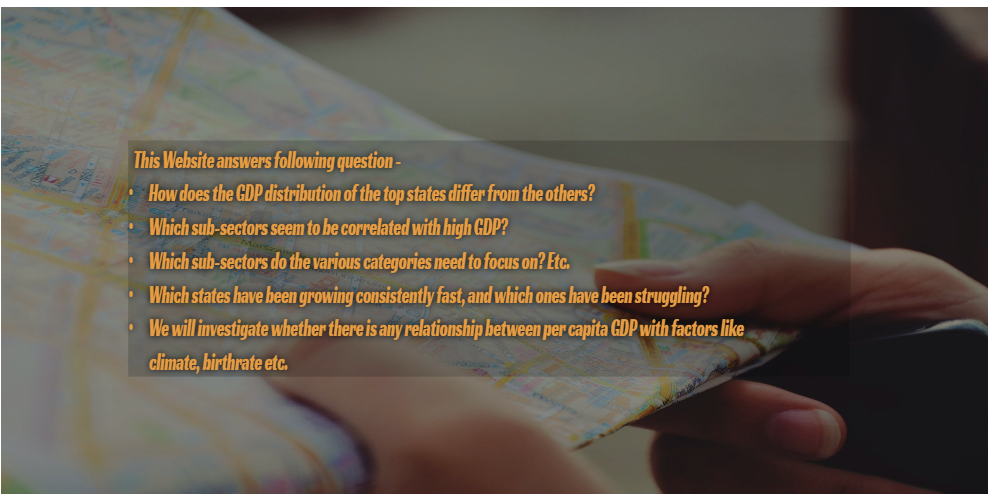 This Website answers following question -
• How does the GDP distribution of the top states differ from the others?
• Which sub-sectors seem to be correlated with high GDP?
• Which sub-sectors do the various categories need to focus on? Etc.
• Which states have been growing consistently fast, and which ones have been struggling?
• We will investigate whether there is any relationship between per capita GDP with factors like
climate, birthrate etc.